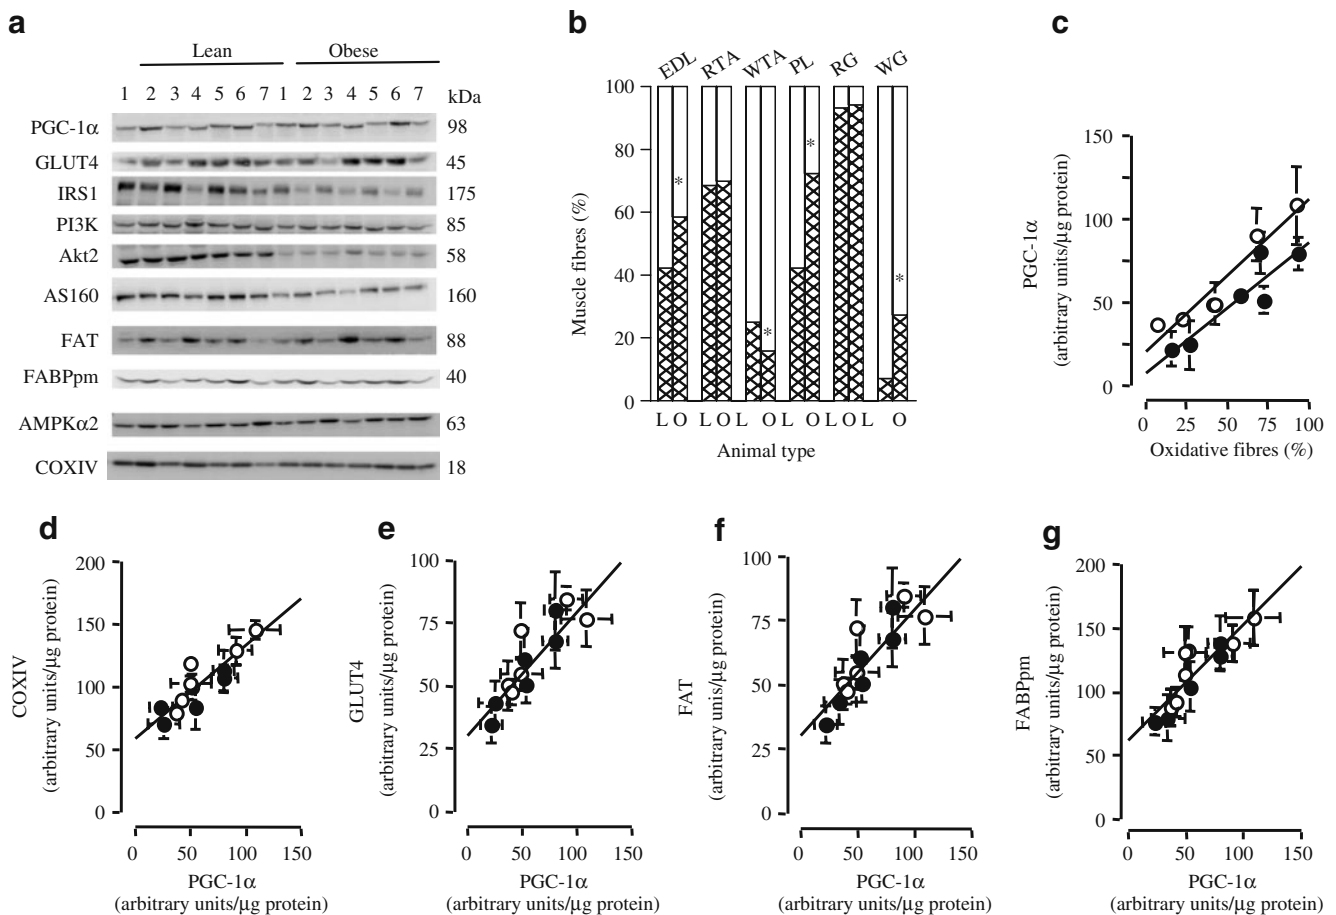 a
Lean Obese
1 2 3 4 5 6 7 1 2 3 4 5 6 7 kDa
PGC-1α 98
GLUT4 45
IRS1 175
PI3K 85
Akt2 58
AS160 160
FAT 88
FABPpm 40
AMPKα2 63
COXIV 18
b
EDL RTA WTA PL RG WG
Muscle fibres (%)
100
80
60
40
20
0
* * * *
L O L O L O L O L O L O
Animal type
c
PGC-1α
(arbitrary units/μg protein)
150
100
50
0
0 25 50 75 100
Oxidative fibres (%)
d
COXIV
(arbitrary units/μg protein)
200
150
100
50
0
0 50 100 150
PGC-1α
(arbitrary units/μg protein)
e
GLUT4
(arbitrary units/μg protein)
100
75
50
25
0
0 50 100 150
PGC-1α
(arbitrary units/μg protein)
f
FAT
(arbitrary units/μg protein)
100
75
50
25
0
0 50 100 150
PGC-1α
(arbitrary units/μg protein)
g
FABPpm
(arbitrary units/μg protein)
200
150
100
50
0
0 50 100 150
PGC-1α
(arbitrary units/μg protein)